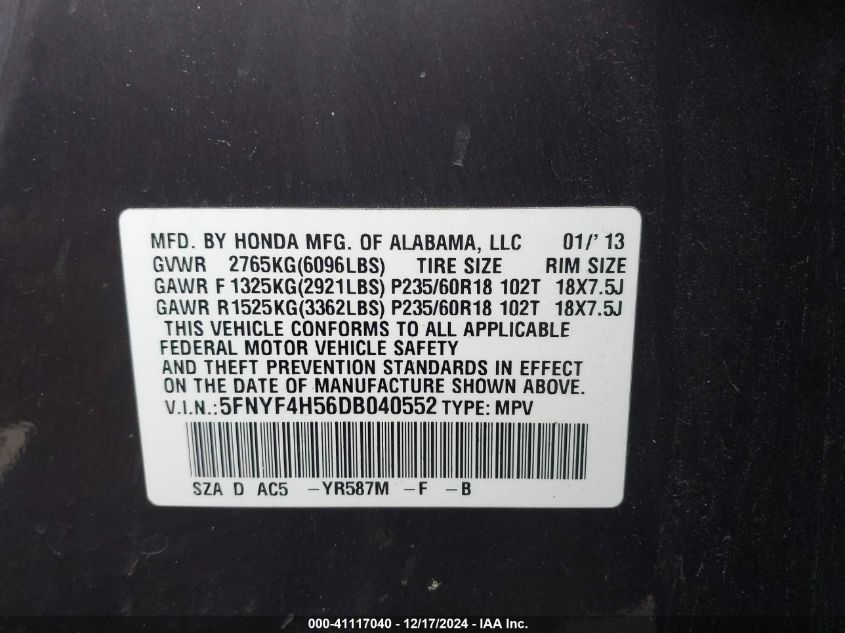 MFD. BY HONDA MFG. OF ALABAMA, LLC 01/'13
GVWR 2765KG(6096LBS) TIRE SIZE RIM SIZE
GAWR F 1325KG(2921LBS) P235/60R18 102T 18X7.5J
GAWR R 1525KG(3362LBS) P235/60R18 102T 18X7.5J
THIS VEHICLE CONFORMS TO ALL APPLICABLE
FEDERAL MOTOR VEHICLE SAFETY
AND THEFT PREVENTION STANDARDS IN EFFECT
ON THE DATE OF MANUFACTURE SHOWN ABOVE.
V.I.N.:5FNYF4H56DB040552 TYPE: MPV
SZA D AC5 -YR587M -F -B
000-41117040 - 12/17/2024 - IAA Inc.